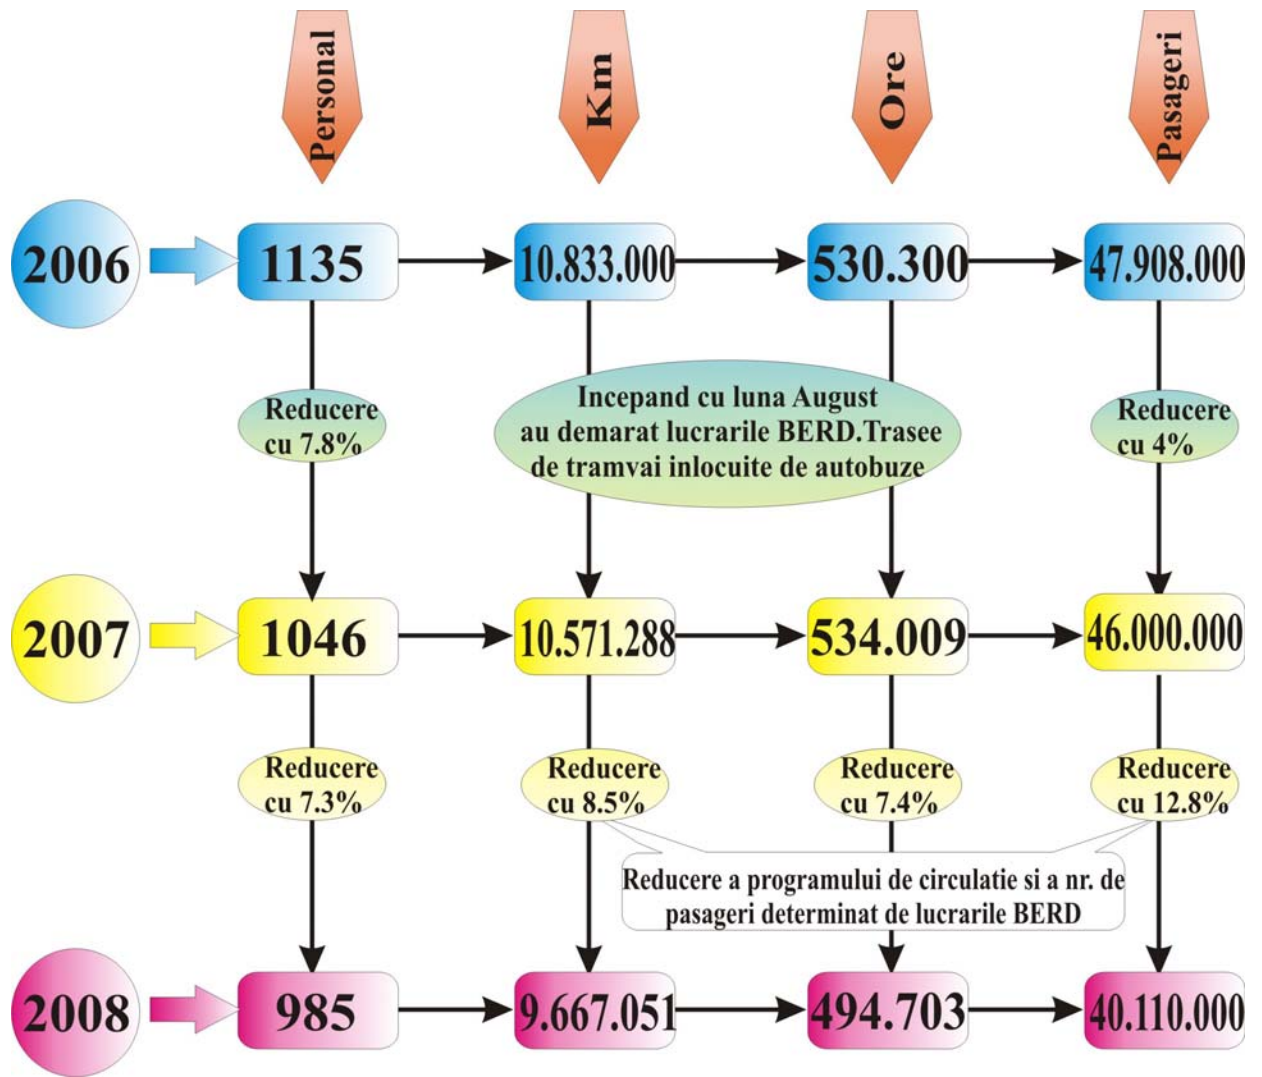 Personal
Km
Ore
Pasageri
2006
1135
10.833.000
530.300
47.908.000
Reducere
cu 7.8%
Incepand cu luna August
au demarat lucrarile BERD.Trasee
de tramvai inlocuite de autobuze
Reducere
cu 4%
2007
1046
10.571.288
534.009
46.000.000
Reducere
cu 7.3%
Reducere
cu 8.5%
Reducere
cu 7.4%
Reducere
cu 12.8%
Reducere a programului de circulatie si a nr. de
pasageri determinat de lucrarile BERD
2008
985
9.667.051
494.703
40.110.000